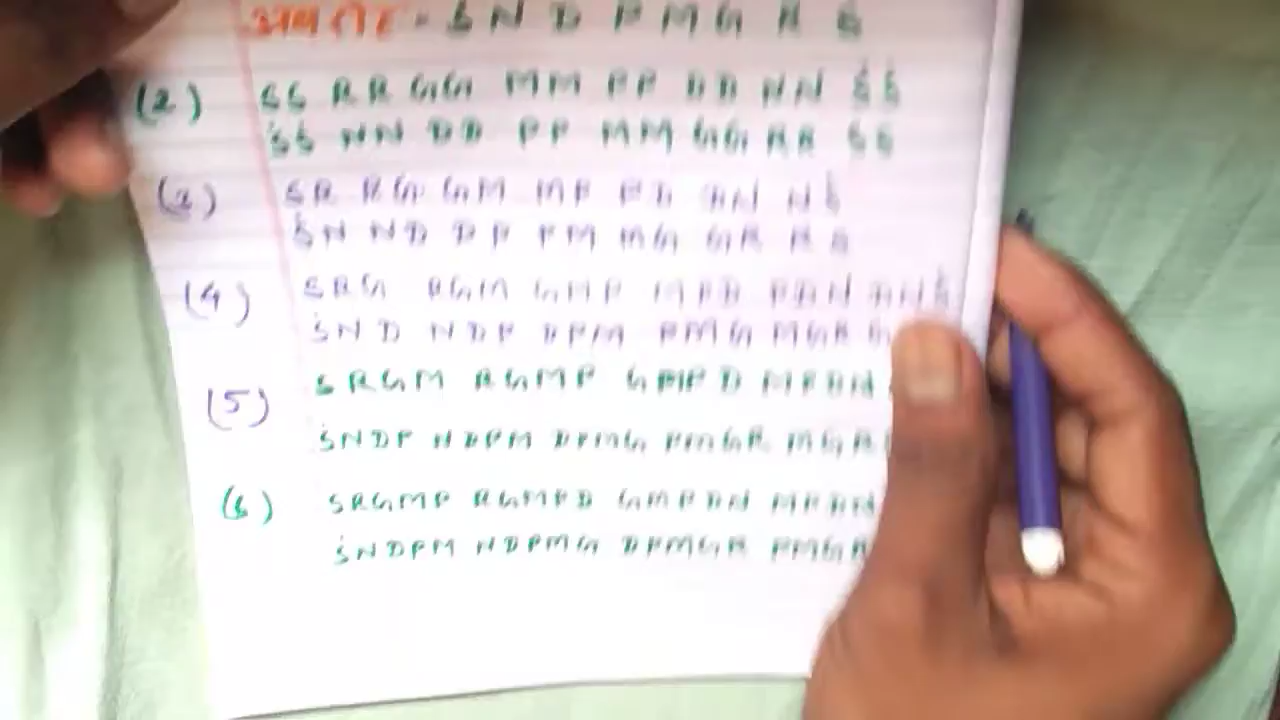 अवरोह - Ṡ N D P M G R S
(2) SS RR GG MM PP DD NN ṠṠ
ṠṠ NN DD PP MM GG RR SS
(3) SR RG GM MP PD DN NṠ
ṠN ND DP PM MG GR RS
(4) SRG RGM GMP MPD PDN DNṠ
ṠND NDP DPM PMG MGR G
(5) SRGM RGMP GMPD MPDN
ṠNDP NDPM DPMG PMGR MGR
(6) SRGMP RGMPD GMPDN MPDN
ṠNDPM NDPMG DPMGR PMGR